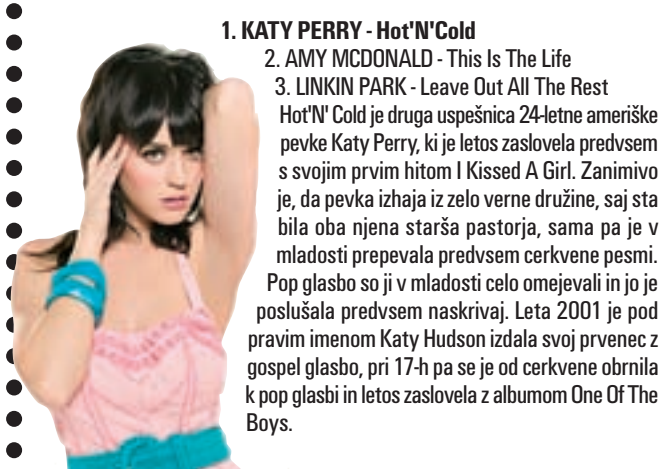 1. KATY PERRY - Hot'N'Cold
2. AMY MCDONALD - This Is The Life
3. LINKIN PARK - Leave Out All The Rest
Hot'N' Cold je druga uspešnica 24-letne ameriške
pevke Katy Perry, ki je letos zaslovela predvsem
s svojim prvim hitom I Kissed A Girl. Zanimivo
je, da pevka izhaja iz zelo verne družine, saj sta
bila oba njena starša pastorja, sama pa je v
mladosti prepevala predvsem cerkvene pesmi.
Pop glasbo so ji v mladosti celo omejevali in jo je
poslušala predvsem naskrivaj. Leta 2001 je pod
pravim imenom Katy Hudson izdala svoj prvenec z
gospel glasbo, pri 17-h pa se je od cerkvene obrnila
k pop glasbi in letos zaslovela z albumom One Of The
Boys.